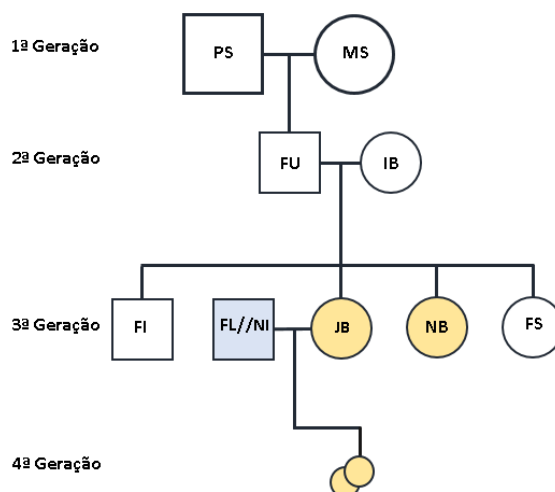 1ª Geração
PS
MS
2ª Geração
FU
IB
3ª Geração
FI
FL//NI
JB
NB
FS
4ª Geração